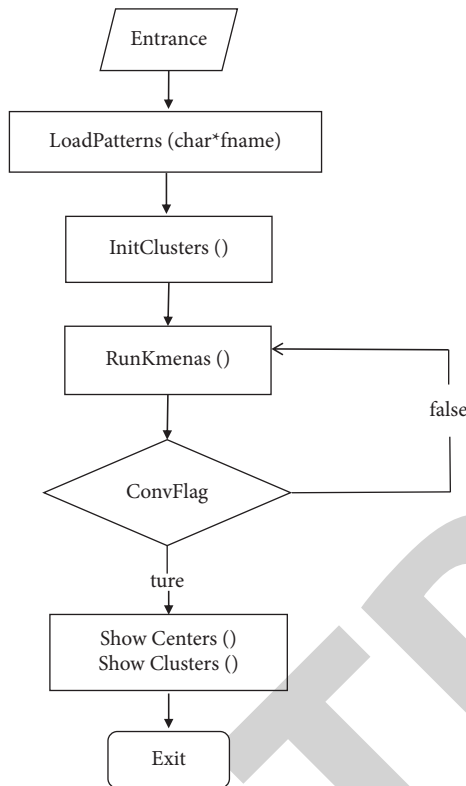 Entrance
LoadPatterns (char*fname)
InitClusters ()
RunKmenas ()
false
ConvFlag
ture
Show Centers ()
Show Clusters ()
Exit